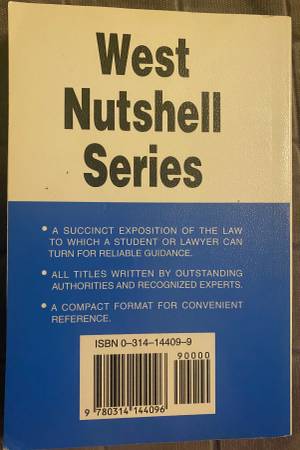 West
Nutshell
Series
• A SUCCINCT EXPOSITION OF THE LAW
TO WHICH A STUDENT OR LAWYER CAN
TURN FOR RELIABLE GUIDANCE.
• ALL TITLES WRITTEN BY OUTSTANDING
AUTHORITIES AND RECOGNIZED EXPERTS.
• A COMPACT FORMAT FOR CONVENIENT
REFERENCE.
ISBN 0–314–14409–9
90000
9 780314 144096